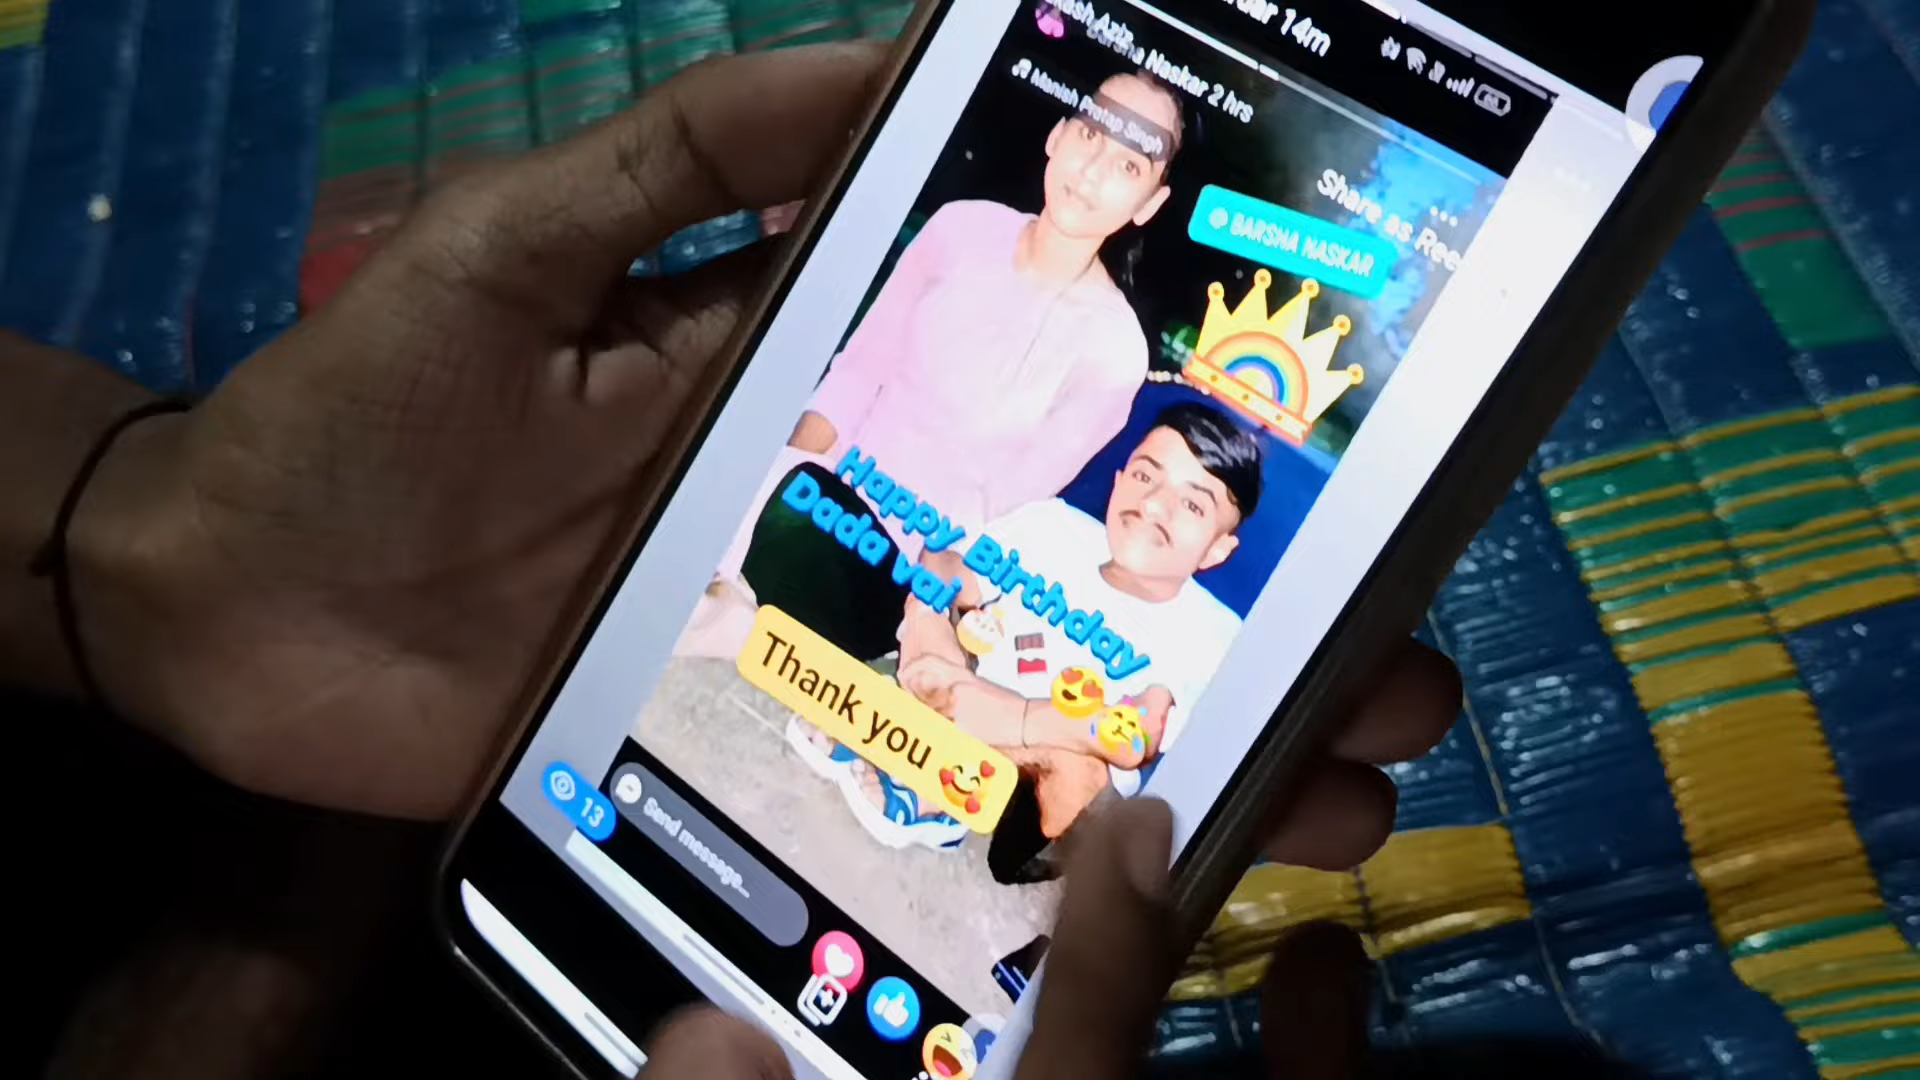 14m
Naskar 2 hrs
Manish Pratap Singh
Share as Ree
@ BARSHA NASKAR
Happy Birthday
Dada vai
Thank you
13
Send message...